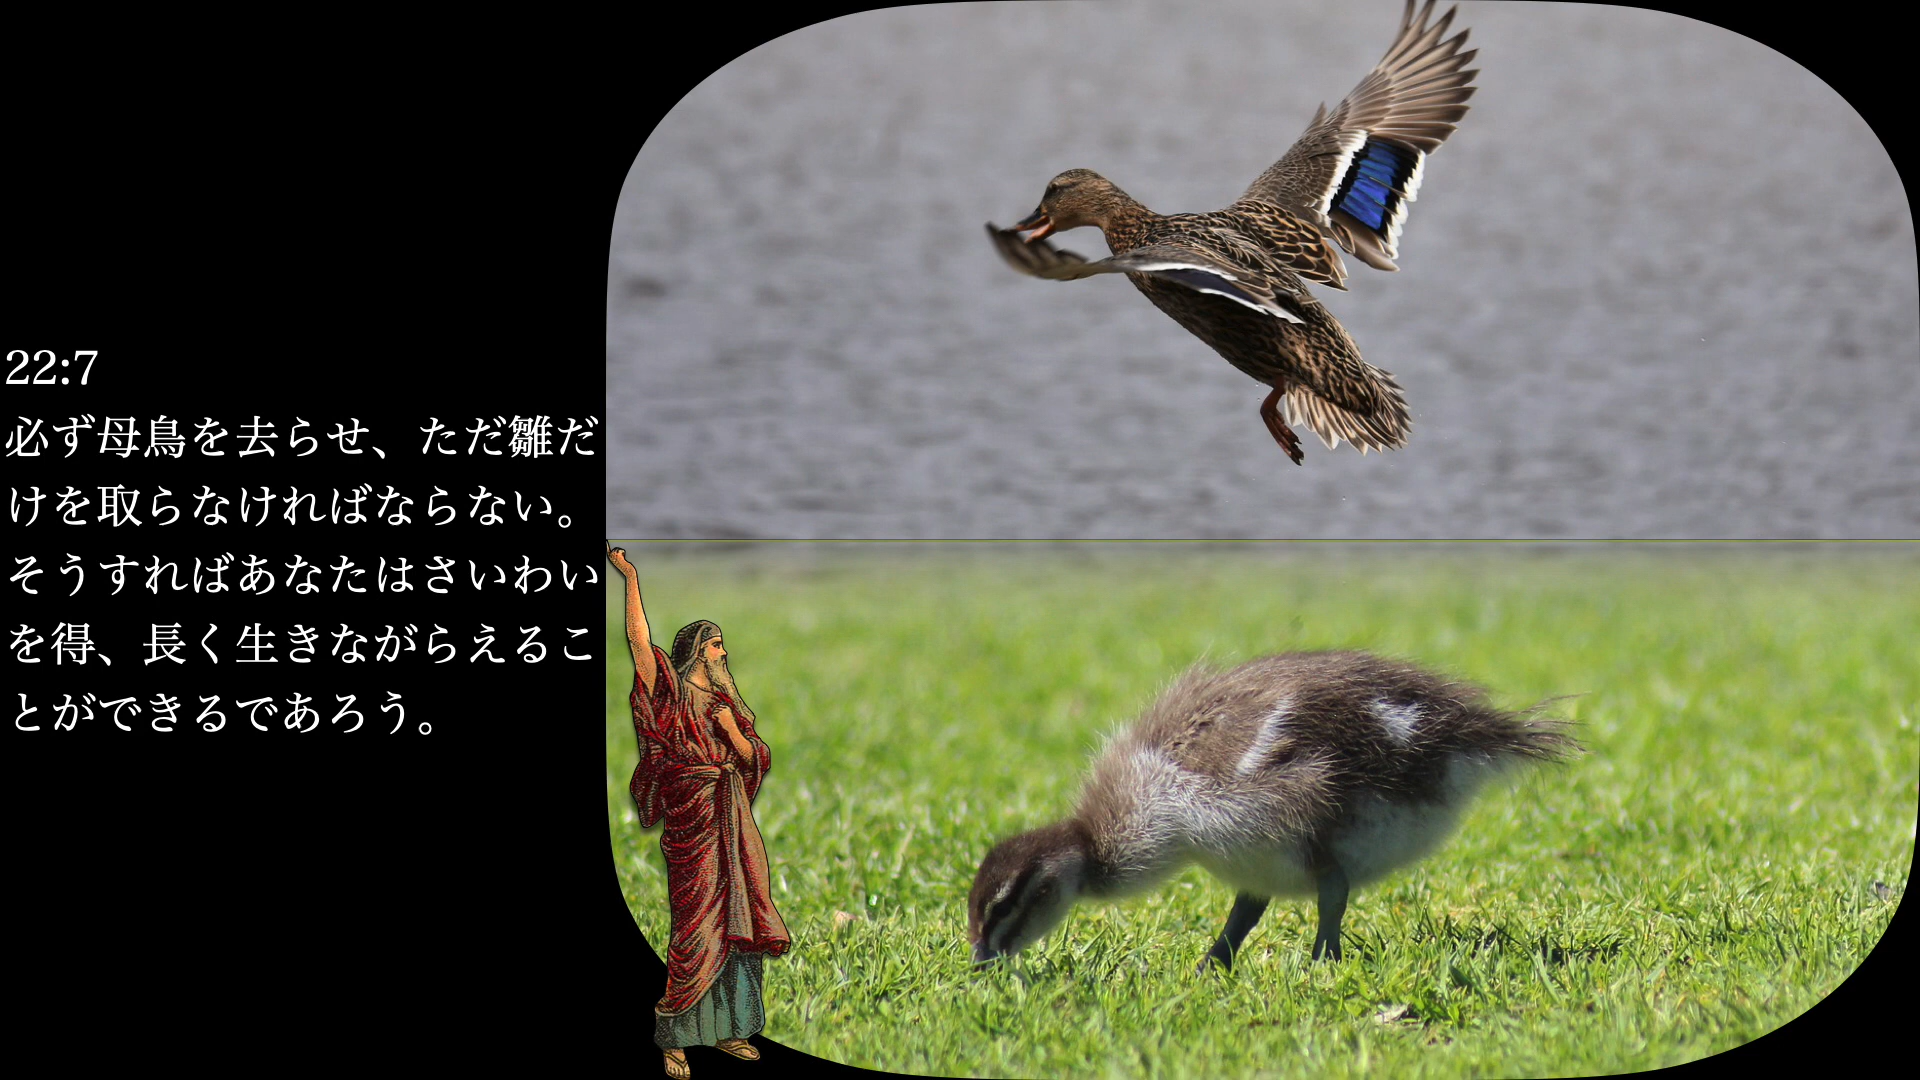 22:7
必ず母鳥を去らせ、ただ雛だ
けを取らなければならない。
そうすればあなたはさいわい
を得、長く生きながらえるこ
とができるであろう。